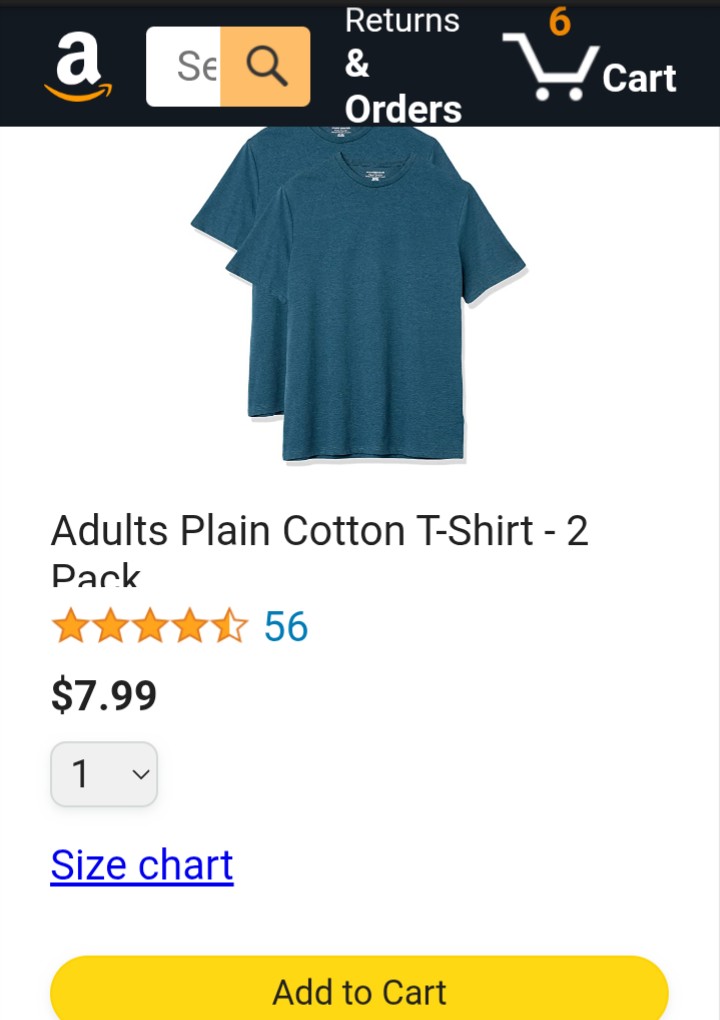 Returns
&
Orders
6
Cart
a
Se
Adults Plain Cotton T-Shirt - 2
Pack
56
$7.99
1
Size chart
Add to Cart